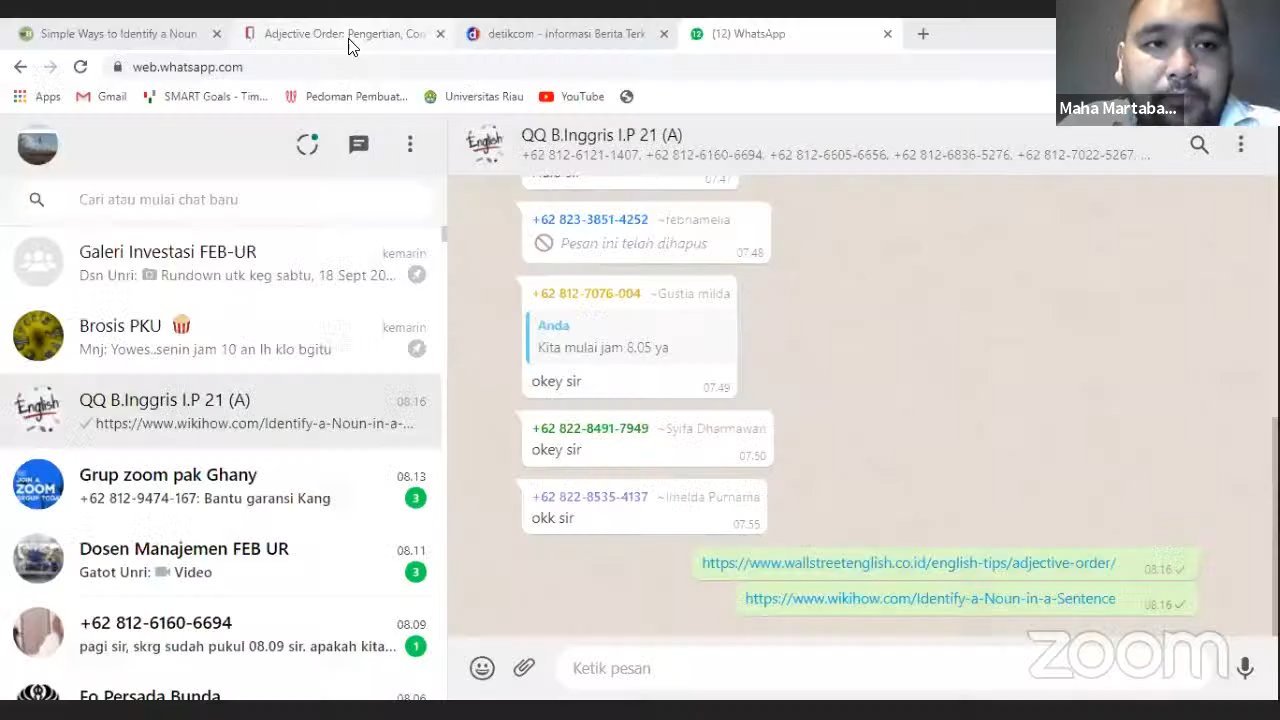 Simple Ways to Identify a Noun
Adjective Order: Pengertian, Con
detikcom - Informasi Berita Terk
(12) WhatsApp
web.whatsapp.com
Apps
Gmail
SMART Goals - Tim...
Pedoman Pembuat...
Universitas Riau
YouTube
Maha Martaba...
QQ B.Inggris I.P 21 (A)
+62 812-6121-1407, +62 812-6160-6694, +62 812-6605-6656, +62 812-6836-5276, +62 812-7022-5267, ...
Cari atau mulai chat baru
Galeri Investasi FEB-UR
kemarin
Dsn Unri: Rundown utk keg sabtu, 18 Sept 20...
Brosis PKU
kemarin
Mnj: Yowes..senin jam 10 an lh klo bgitu
QQ B.Inggris I.P 21 (A)
08.16
https://www.wikihow.com/Identify-a-Noun-in-a-...
Grup zoom pak Ghany
08.13
+62 812-9474-167: Bantu garansi Kang
3
Dosen Manajemen FEB UR
08.11
Gatot Unri: Video
3
+62 812-6160-6694
08.09
pagi sir, skrg sudah pukul 08.09 sir. apakah kita...
1
Fo Persada Bunda
08.06
sir
07.47
+62 823-3851-4252 ~febriamelia
Pesan ini telah dihapus
07.48
+62 812-7076-004 ~Gustia milda
Anda
Kita mulai jam 8.05 ya
okey sir
07.49
+62 822-8491-7949 ~Syifa Dharmawan
okey sir
07.50
+62 822-8535-4137 ~Imelda Purnama
okk sir
07.55
https://www.wallstreetenglish.co.id/english-tips/adjective-order/
08.16
https://www.wikihow.com/Identify-a-Noun-in-a-Sentence
08.16
Ketik pesan
zoom